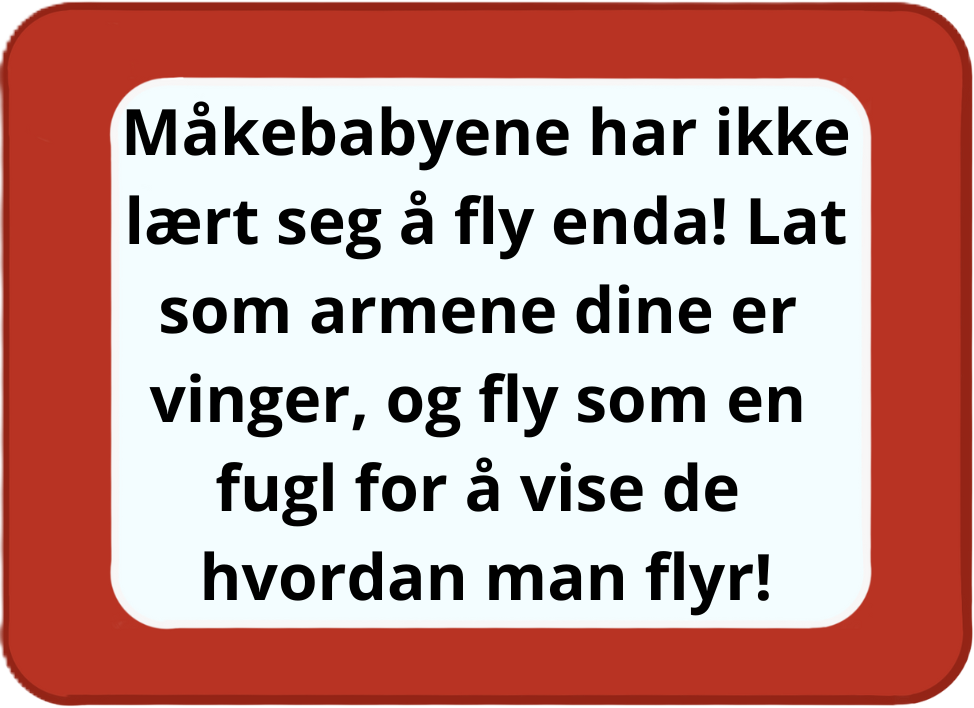 Måkebabyene har ikke
lært seg å fly enda! Lat
som armene dine er
vinger, og fly som en
fugl for å vise de
hvordan man flyr!